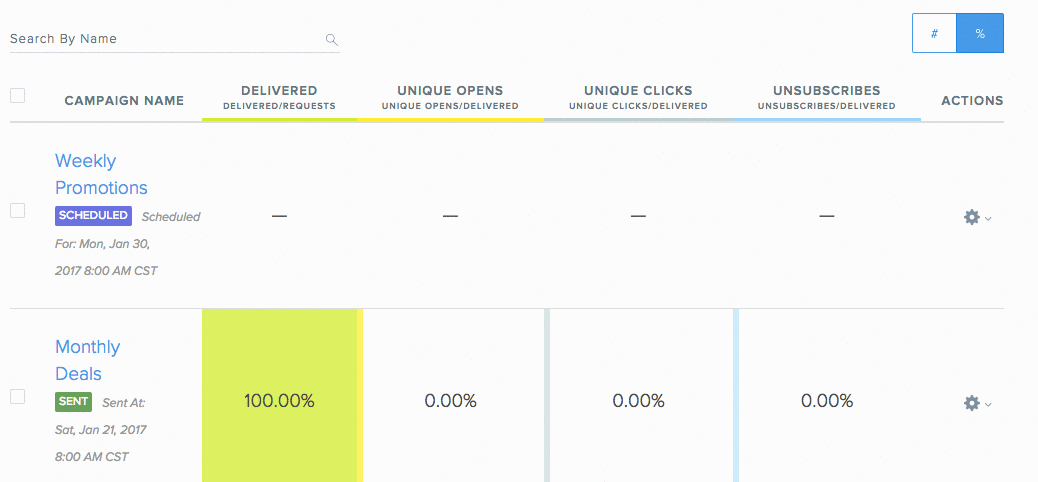 Search By Name
#
%
CAMPAIGN NAME
DELIVERED
DELIVERED/REQUESTS
UNIQUE OPENS
UNIQUE OPENS/DELIVERED
UNIQUE CLICKS
UNIQUE CLICKS/DELIVERED
UNSUBSCRIBES
UNSUBSCRIBES/DELIVERED
ACTIONS
Weekly
Promotions
SCHEDULED Scheduled
For: Mon, Jan 30,
2017 8:00 AM CST
— — — —
Monthly
Deals
SENT Sent At:
Sat, Jan 21, 2017
8:00 AM CST
100.00% 0.00% 0.00% 0.00%